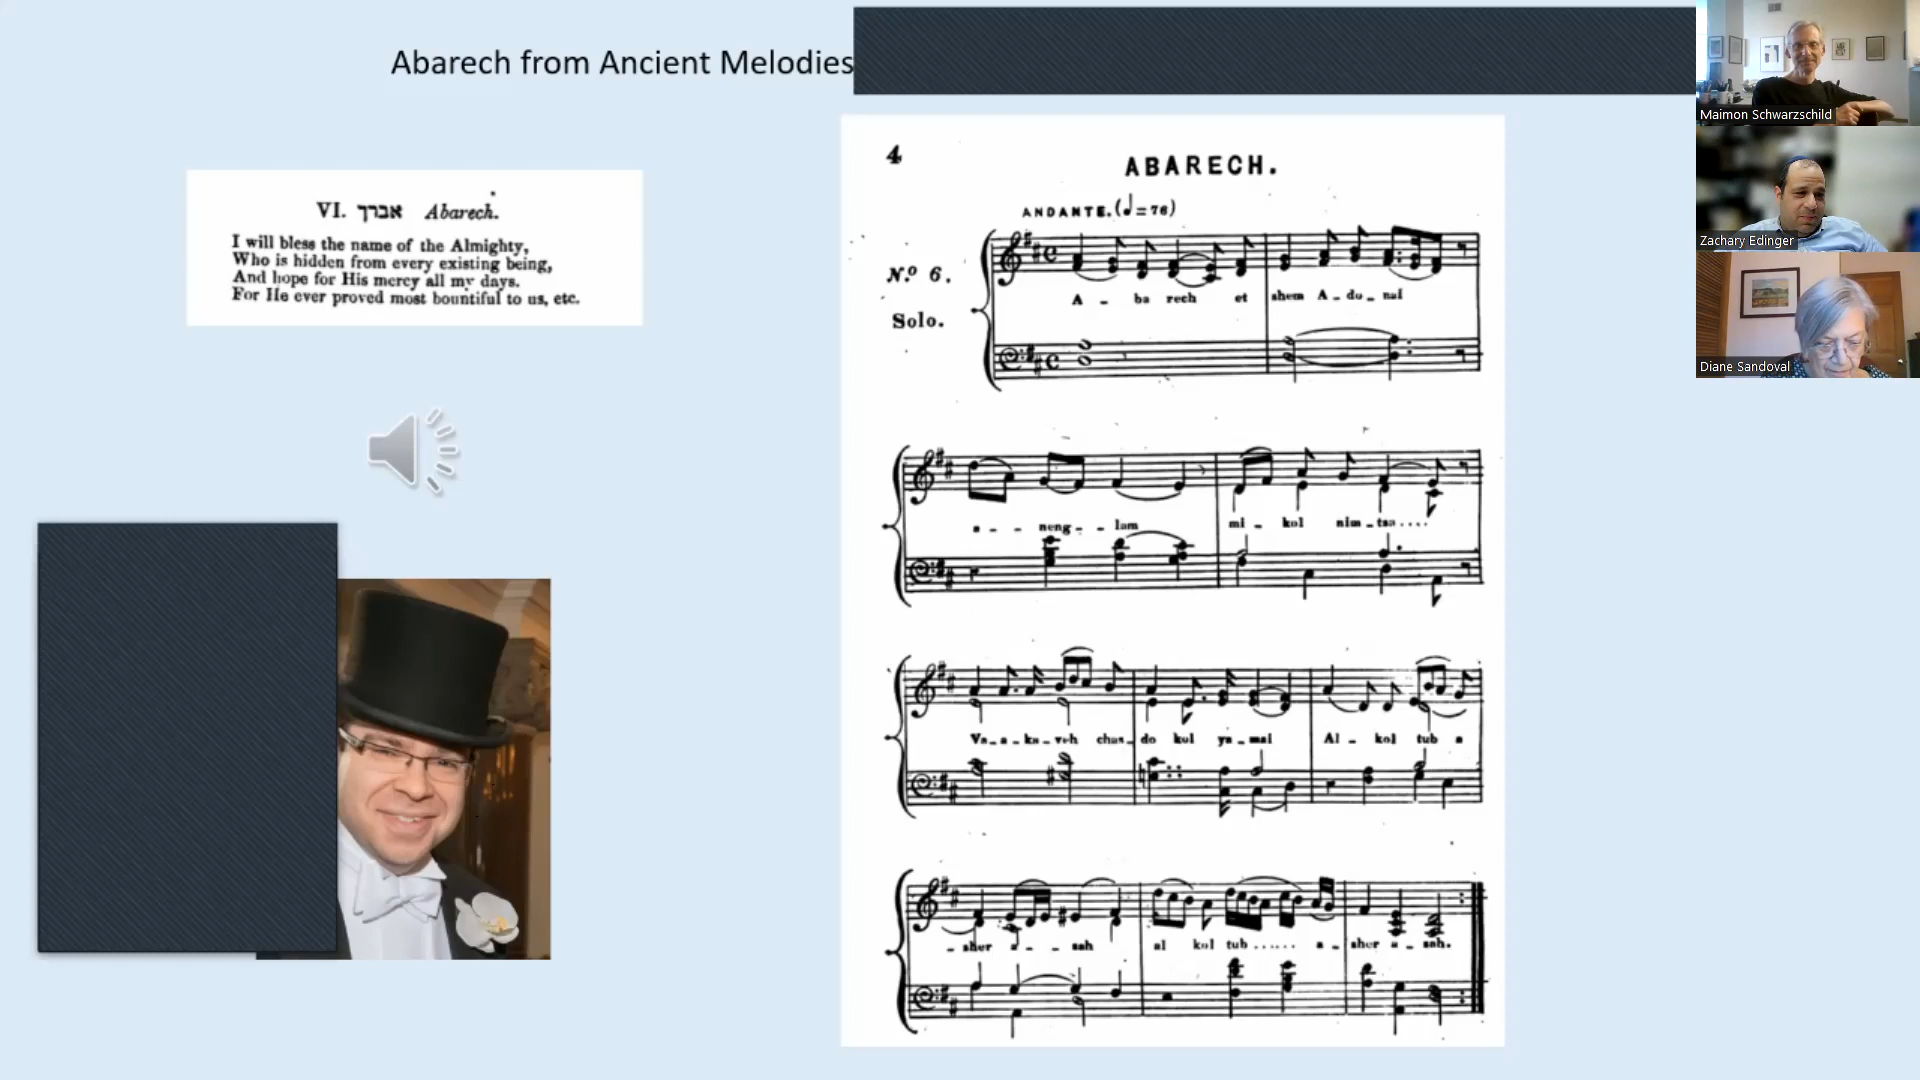 Abarech from Ancient Melodies
VI. אברך Abarech.
I will bless the name of the Almighty,
Who is hidden from every existing being,
And hope for His mercy all my days.
For He ever proved most bountiful to us, etc.
4
ABARECH.
ANDANTE. (♩=76)
Nº 6.
Solo.
A - ba rech et shem A - do - nai
a - - neng - - lam mi - kol nim - tsa ....
Va - a - ka - veh chas - do kol ya - mai Al - kol tub a
- sher a - - sah al kol tub ...... a - sher a - sah.
Maimon Schwarzschild
Zachary Edinger
Diane Sandoval